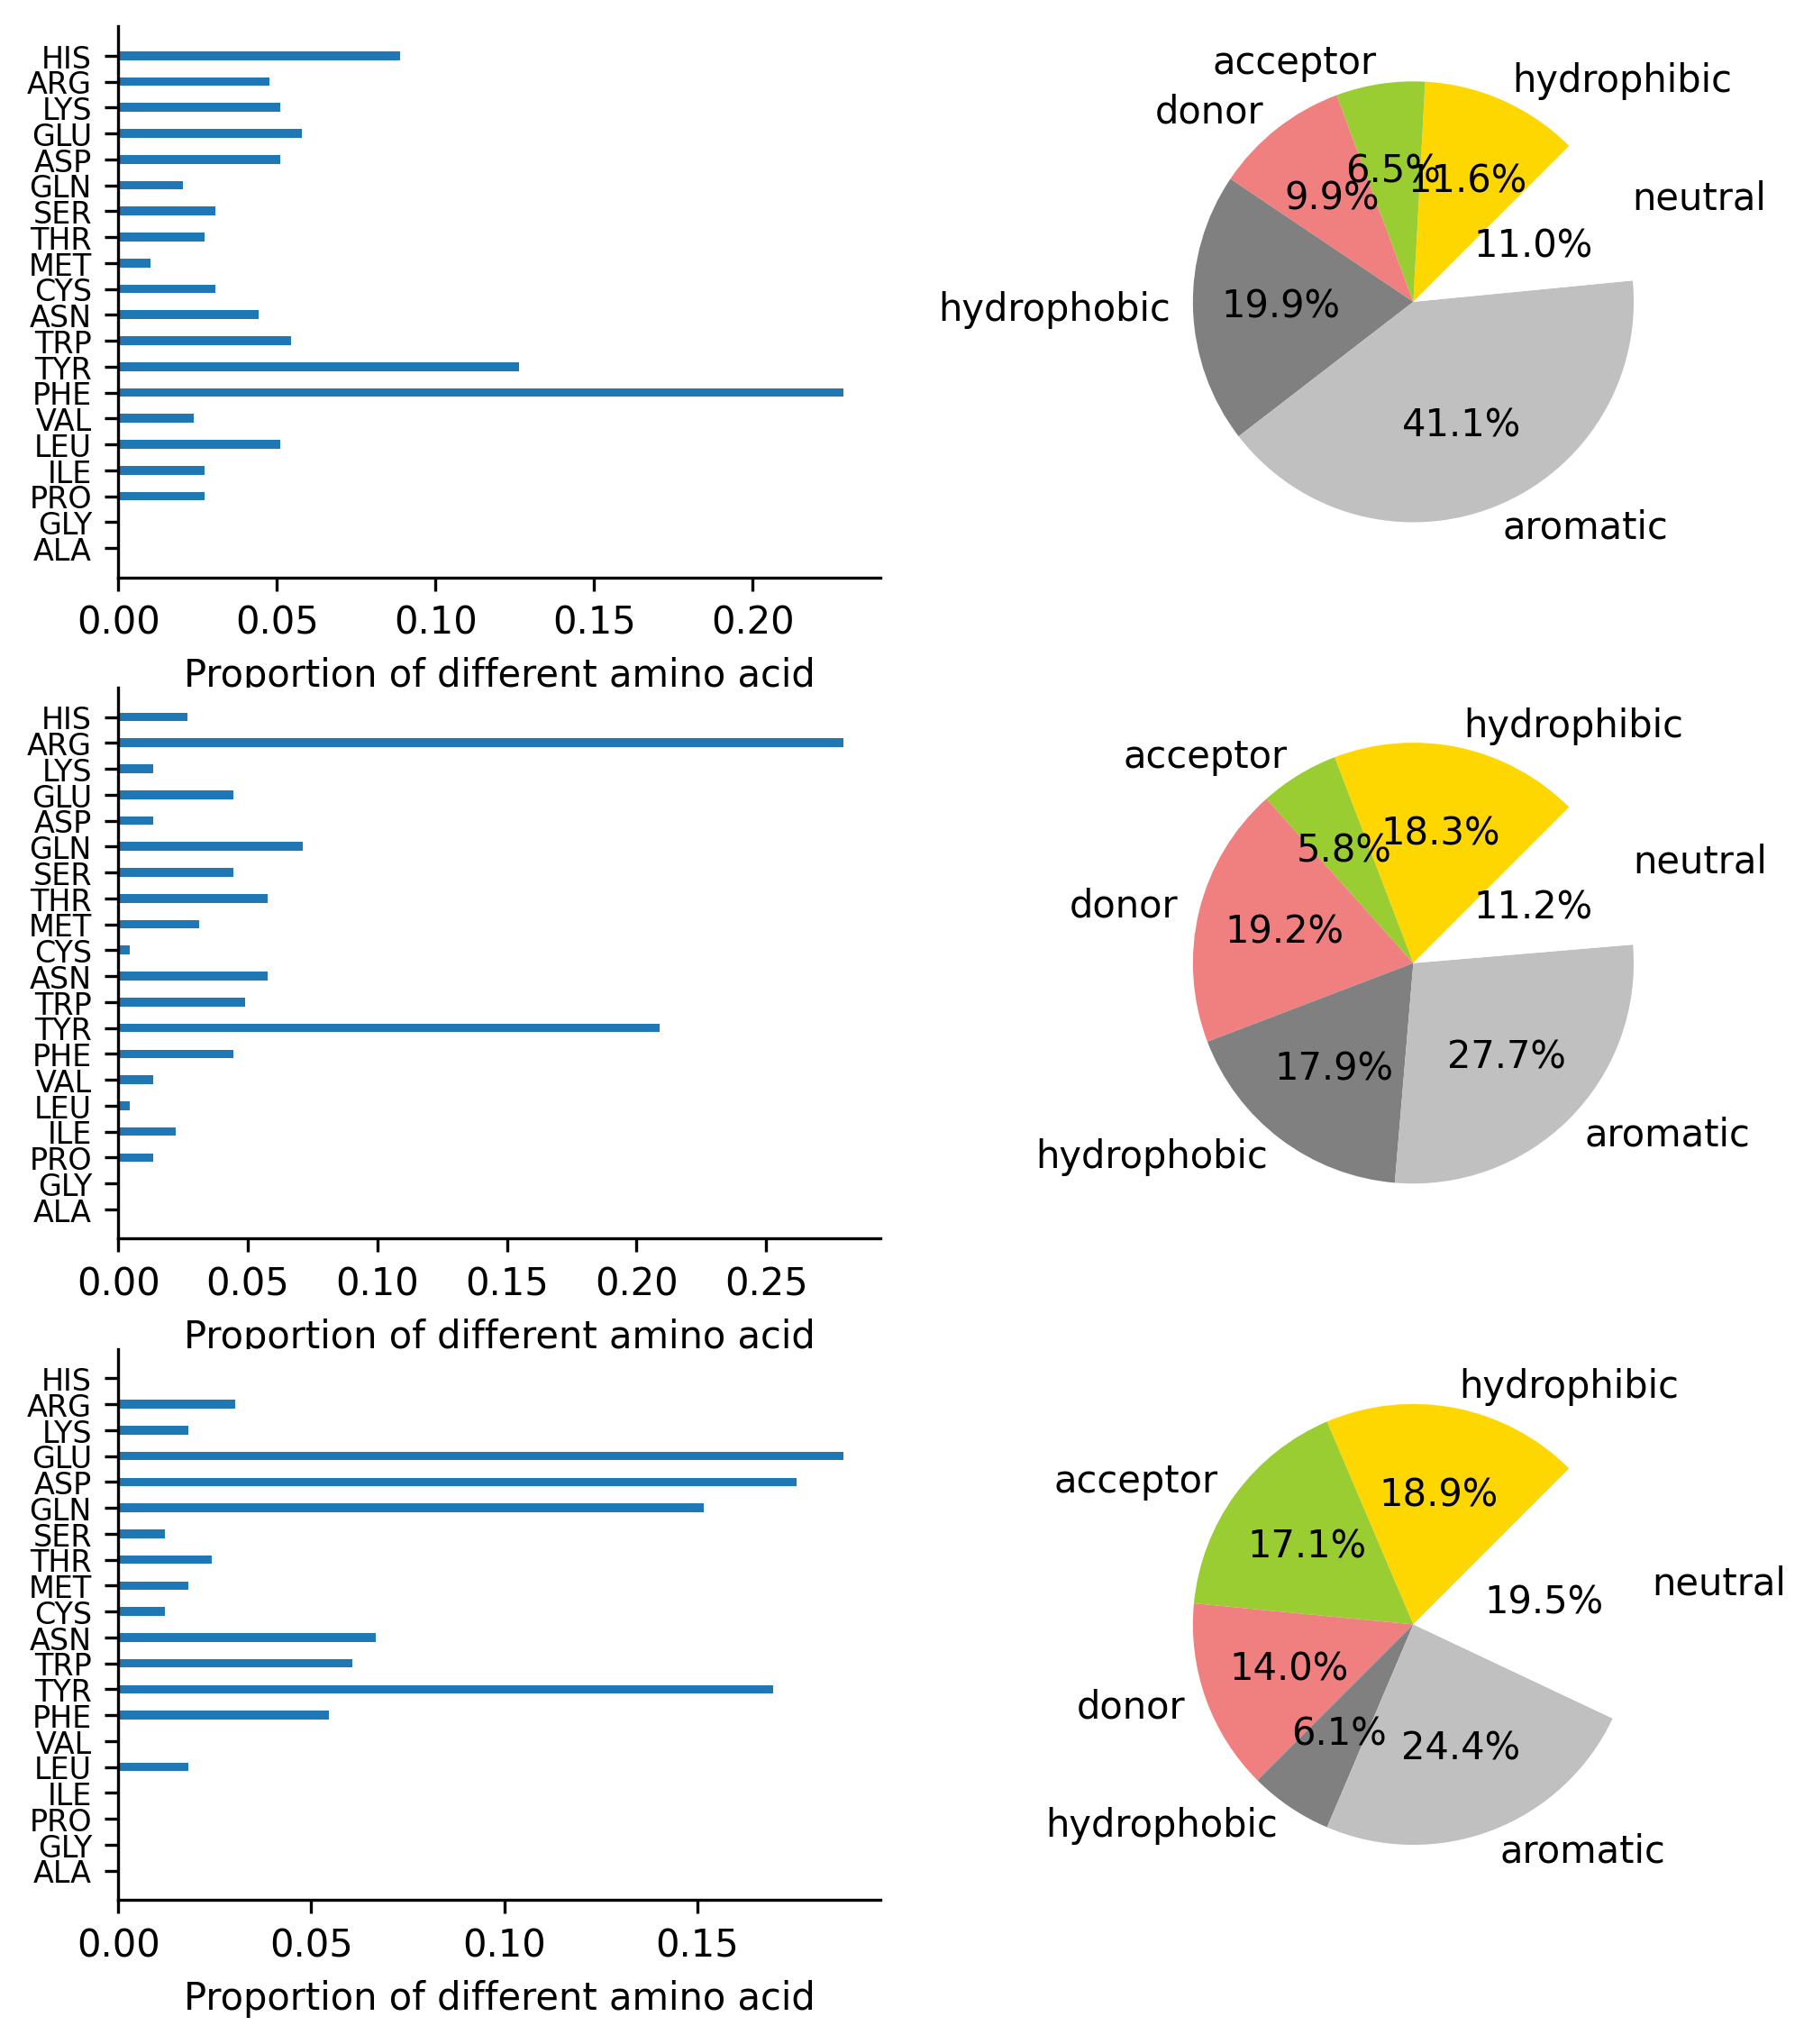 HIS
ARG
LYS
GLU
ASP
GLN
SER
THR
MET
CYS
ASN
TRP
TYR
PHE
VAL
LEU
ILE
PRO
GLY
ALA
0.00 0.05 0.10 0.15 0.20
Proportion of different amino acid
hydrophibic
acceptor
donor
hydrophobic
aromatic
neutral
11.6%
6.5%
9.9%
19.9%
41.1%
11.0%
HIS
ARG
LYS
GLU
ASP
GLN
SER
THR
MET
CYS
ASN
TRP
TYR
PHE
VAL
LEU
ILE
PRO
GLY
ALA
0.00 0.05 0.10 0.15 0.20 0.25
Proportion of different amino acid
hydrophibic
acceptor
donor
hydrophobic
aromatic
neutral
18.3%
5.8%
19.2%
17.9%
27.7%
11.2%
HIS
ARG
LYS
GLU
ASP
GLN
SER
THR
MET
CYS
ASN
TRP
TYR
PHE
VAL
LEU
ILE
PRO
GLY
ALA
0.00 0.05 0.10 0.15
Proportion of different amino acid
hydrophibic
acceptor
donor
hydrophobic
aromatic
neutral
18.9%
17.1%
14.0%
6.1%
24.4%
19.5%